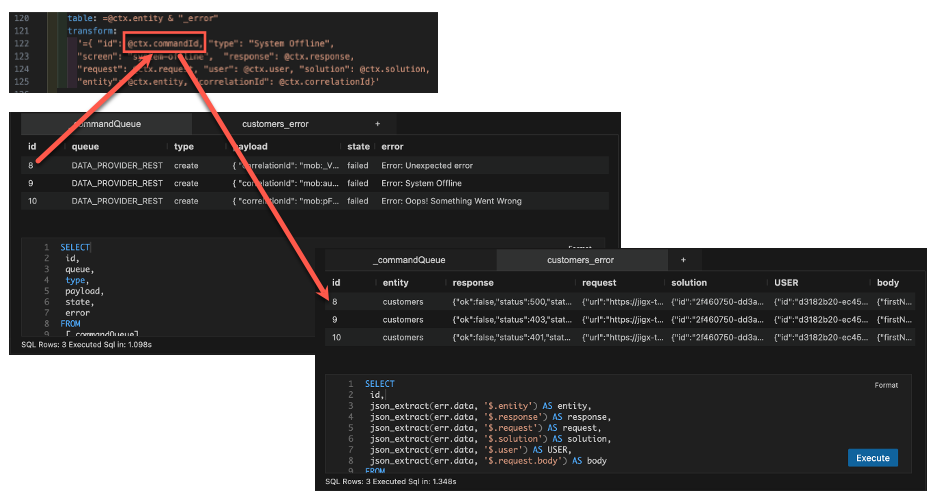 120 table: =@ctx.entity & "_error"
121 transform:
122 '={ "id": @ctx.commandId, "type": "System Offline",
123 "screen": "system-offline", "response": @ctx.response,
124 "request": @ctx.request, "user": @ctx.user, "solution": @ctx.solution,
125 "entity": @ctx.entity, "correlationId": @ctx.correlationId}'
_commandQueue customers_error +
id queue type payload state error
8 DATA_PROVIDER_REST create { "correlationId": "mob:_V... failed Error: Unexpected error
9 DATA_PROVIDER_REST create { "correlationId": "mob:au... failed Error: System Offline
10 DATA_PROVIDER_REST create { "correlationId": "mob:pF... failed Error: Oops! Something Went Wrong
Format
1 SELECT
2 id,
3 queue,
4 type,
5 payload,
6 state,
7 error
8 FROM
9 [_commandQueue]
SQL Rows: 3 Executed Sql in: 1.098s
_commandQueue customers_error +
id entity response request solution USER body
8 customers {"ok":false,"status":500,"stat... {"url":"https://jigx-t... {"id":"2f460750-dd3a... {"id":"d3182b20-ec45... {"firstN...
9 customers {"ok":false,"status":403,"stat... {"url":"https://jigx-t... {"id":"2f460750-dd3a... {"id":"d3182b20-ec45... {"firstN...
10 customers {"ok":false,"status":401,"stat... {"url":"https://jigx-t... {"id":"2f460750-dd3a... {"id":"d3182b20-ec45... {"firstN...
1 SELECT
2 id,
3 json_extract(err.data, '$.entity') AS entity,
4 json_extract(err.data, '$.response') AS response,
5 json_extract(err.data, '$.request') AS request,
6 json_extract(err.data, '$.solution') AS solution,
7 json_extract(err.data, '$.user') AS USER,
8 json_extract(err.data, '$.request.body') AS body
9 FROM
Format
Execute
SQL Rows: 3 Executed Sql in: 1.348s